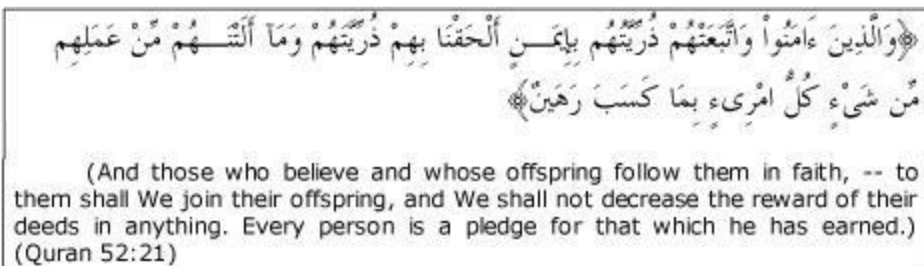 ﴿وَالَّذِينَ ءَامَنُواْ وَاتَّبَعَتْهُمْ ذُرِّيَّتُهُم بِإِيمَـنٍ أَلْحَقْنَا بِهِمْ ذُرِّيَّتَهُمْ وَمَآ أَلَتْنَـهُمْ مِّنْ عَمَلِهِم
مِّن شَىْءٍ كُلُّ امْرِىءٍ بِمَا كَسَبَ رَهَينٌ﴾
(And those who believe and whose offspring follow them in faith, -- to
them shall We join their offspring, and We shall not decrease the reward of their
deeds in anything. Every person is a pledge for that which he has earned.)
(Quran 52:21)